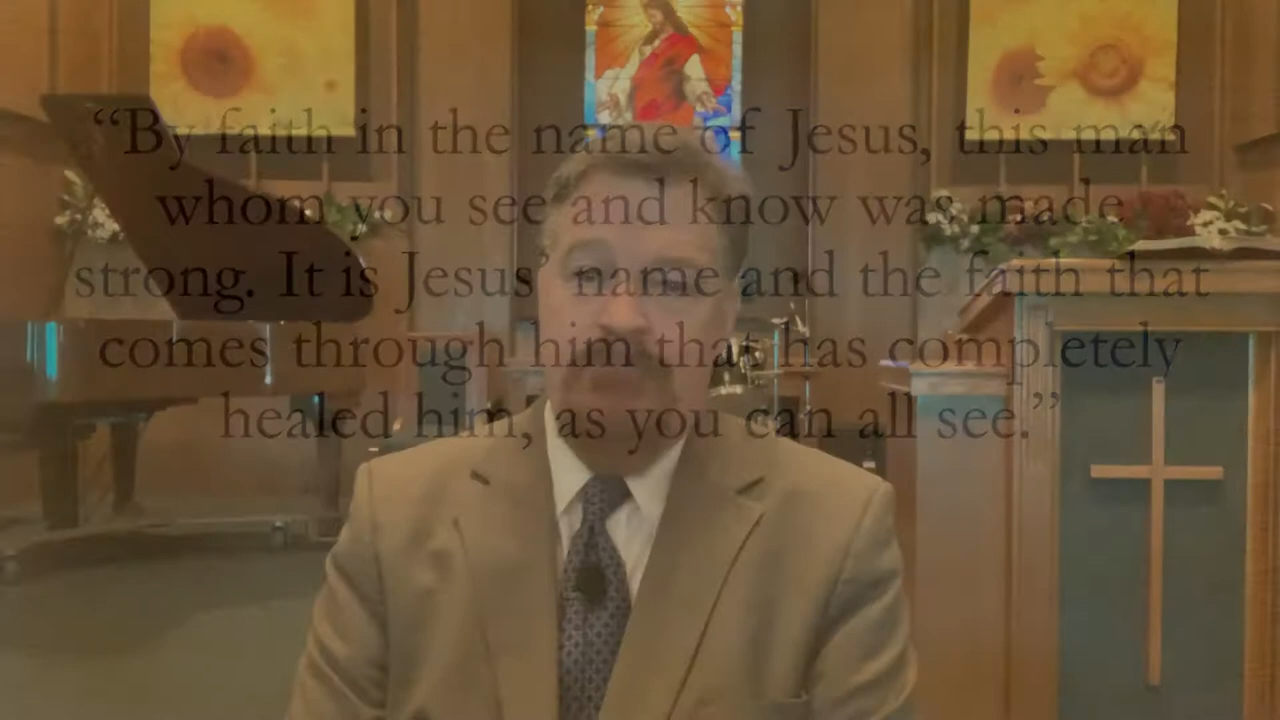 “By faith in the name of Jesus, this man
whom you see and know was made
strong. It is Jesus’ name and the faith that
comes through him that has completely
healed him, as you can all see.”